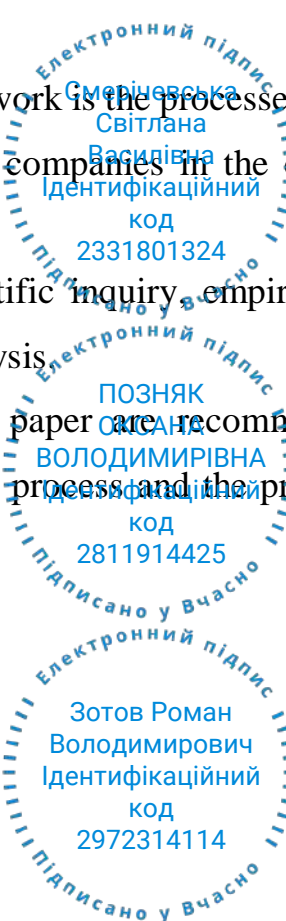 Електронний підпис
work is the processe
Смерічевська
Світлана
companies in the
Василівна
Ідентифікаційний
код
2331801324
Підписано у Вчасно
tific inquiry, empir
Електронний підпис
ysis.
ПОЗНЯК
paper are recomm
ОКСАНА
ВОЛОДИМИРІВНА
process and the pr
Ідентифікаційний
код
2811914425
Підписано у Вчасно
Електронний підпис
Зотов Роман
Володимирович
Ідентифікаційний
код
2972314114
Підписано у Вчасно